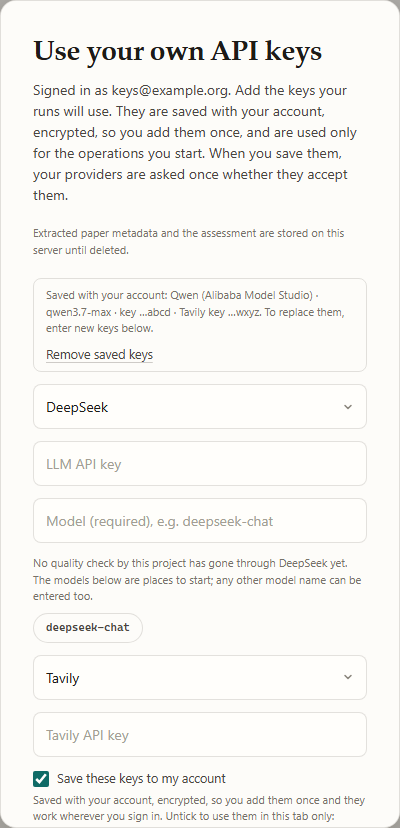 Use your own API keys
Signed in as keys@example.org. Add the keys your
runs will use. They are saved with your account,
encrypted, so you add them once, and are used only
for the operations you start. When you save them,
your providers are asked once whether they accept
them.
Extracted paper metadata and the assessment are stored on this
server until deleted.
Saved with your account: Qwen (Alibaba Model Studio) ·
qwen3.7-max · key …abcd · Tavily key …wxyz. To replace them,
enter new keys below.
Remove saved keys
DeepSeek
LLM API key
Model (required), e.g. deepseek-chat
No quality check by this project has gone through DeepSeek yet.
The models below are places to start; any other model name can be
entered too.
deepseek-chat
Tavily
Tavily API key
Save these keys to my account
Saved with your account, encrypted, so you add them once and they
work wherever you sign in. Untick to use them in this tab only: